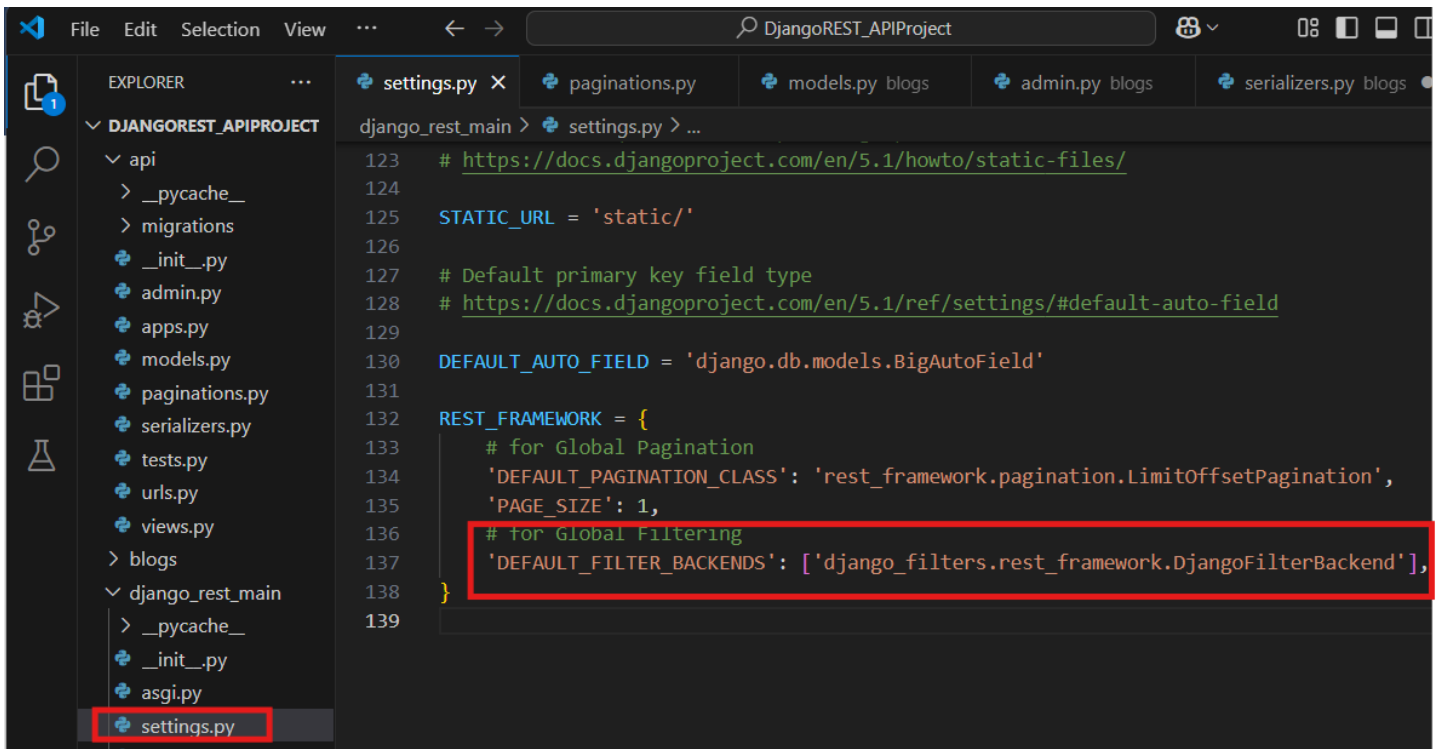 File Edit Selection View ...
DjangoREST_APIProject
EXPLORER ...
1
settings.py
paginations.py
models.py blogs
admin.py blogs
serializers.py blogs
DJANGOREST_APIPROJECT
django_rest_main > settings.py > ...
api
__pycache__
migrations
__init__.py
admin.py
apps.py
models.py
paginations.py
serializers.py
tests.py
urls.py
views.py
blogs
django_rest_main
__pycache__
__init__.py
asgi.py
settings.py
123 # https://docs.djangoproject.com/en/5.1/howto/static-files/
124
125 STATIC_URL = 'static/'
126
127 # Default primary key field type
128 # https://docs.djangoproject.com/en/5.1/ref/settings/#default-auto-field
129
130 DEFAULT_AUTO_FIELD = 'django.db.models.BigAutoField'
131
132 REST_FRAMEWORK = {
133 # for Global Pagination
134 'DEFAULT_PAGINATION_CLASS': 'rest_framework.pagination.LimitOffsetPagination',
135 'PAGE_SIZE': 1,
136 # for Global Filtering
137 'DEFAULT_FILTER_BACKENDS': ['django_filters.rest_framework.DjangoFilterBackend'],
138 }
139